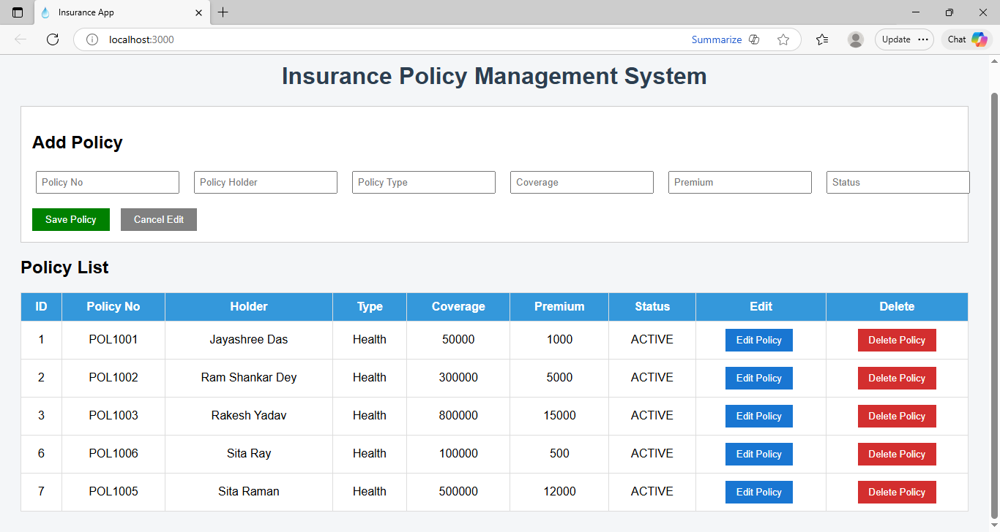 Insurance App
localhost:3000
Summarize
Update
Chat
Insurance Policy Management System
Add Policy
Policy No Policy Holder Policy Type Coverage Premium Status
Save Policy Cancel Edit
Policy List
ID Policy No Holder Type Coverage Premium Status Edit Delete
1 POL1001 Jayashree Das Health 50000 1000 ACTIVE Edit Policy Delete Policy
2 POL1002 Ram Shankar Dey Health 300000 5000 ACTIVE Edit Policy Delete Policy
3 POL1003 Rakesh Yadav Health 800000 15000 ACTIVE Edit Policy Delete Policy
6 POL1006 Sita Ray Health 100000 500 ACTIVE Edit Policy Delete Policy
7 POL1005 Sita Raman Health 500000 12000 ACTIVE Edit Policy Delete Policy